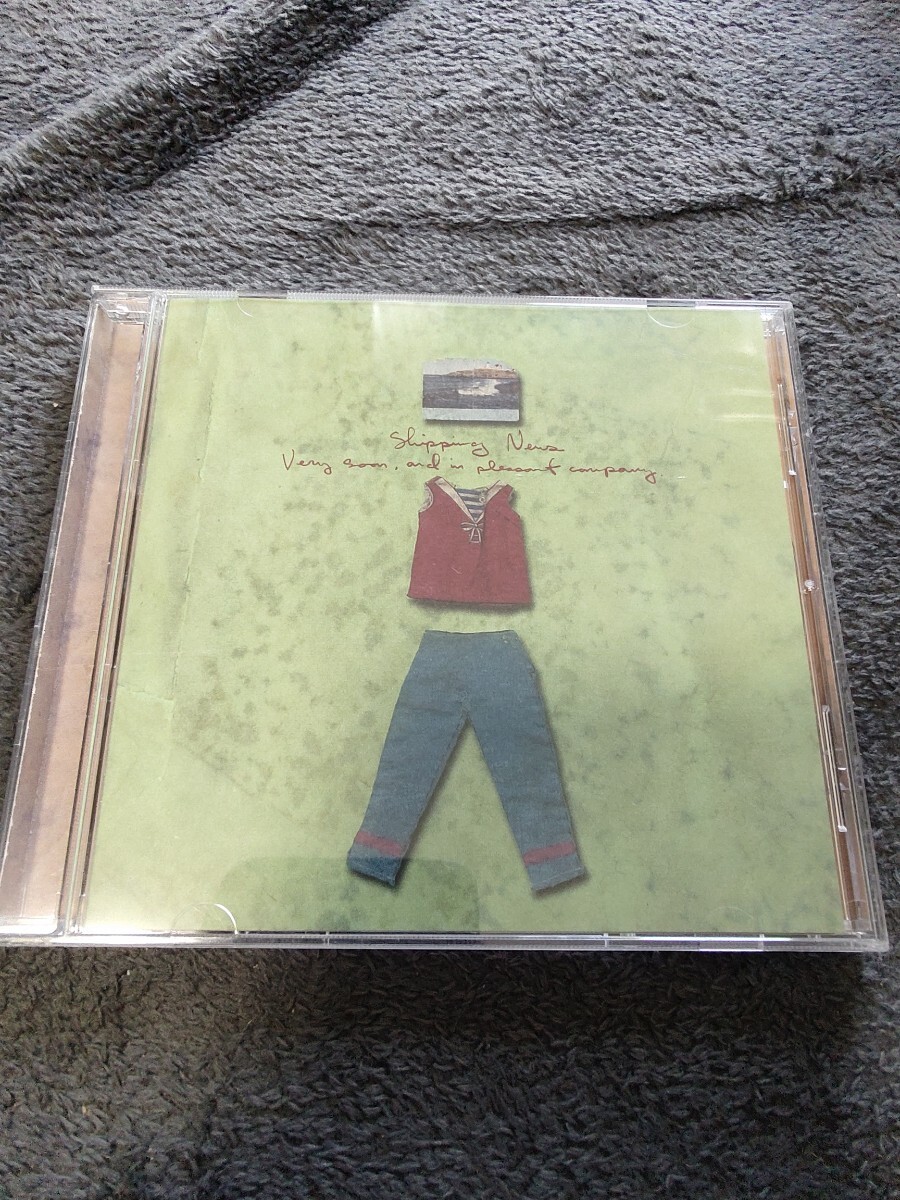 Shipping News
Very soon, and in pleasant company